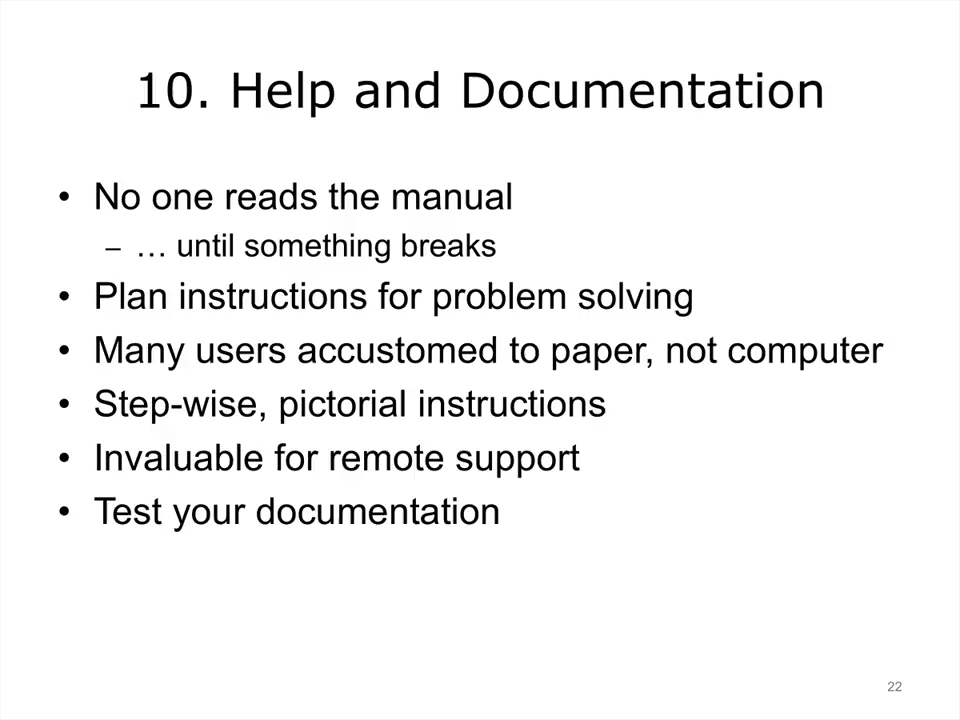 10. Help and Documentation
• No one reads the manual
– … until something breaks
• Plan instructions for problem solving
• Many users accustomed to paper, not computer
• Step-wise, pictorial instructions
• Invaluable for remote support
• Test your documentation
22